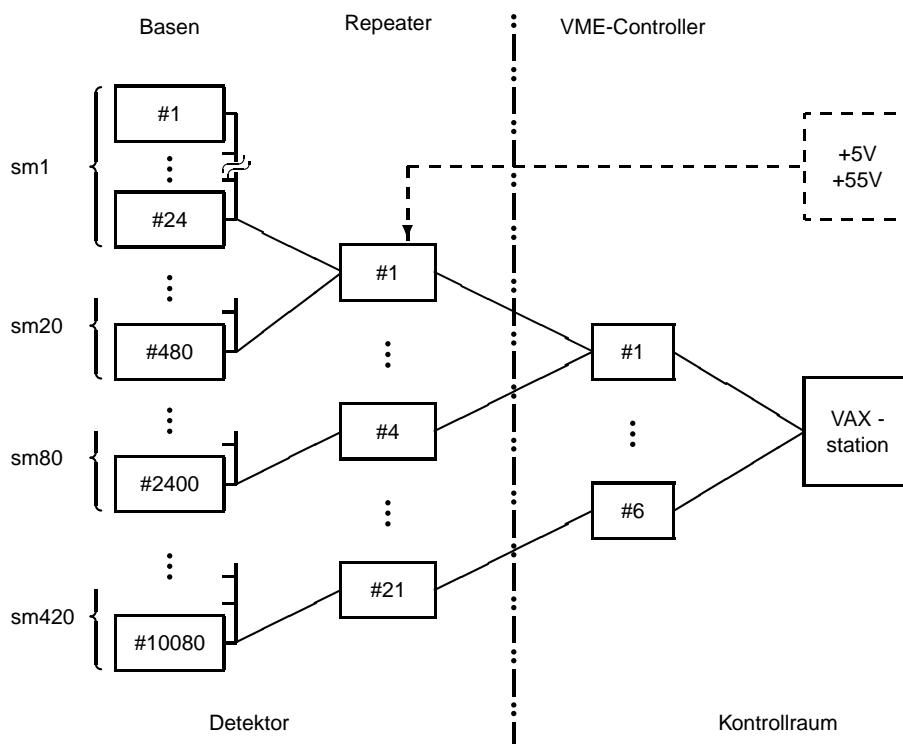 Basen
Repeater
VME-Controller
sm1
#1
#24
+5V
+55V
#1
sm20
#480
#1
sm80
#2400
#4
VAX -
station
#6
sm420
#10080
#21
Detektor
Kontrollraum